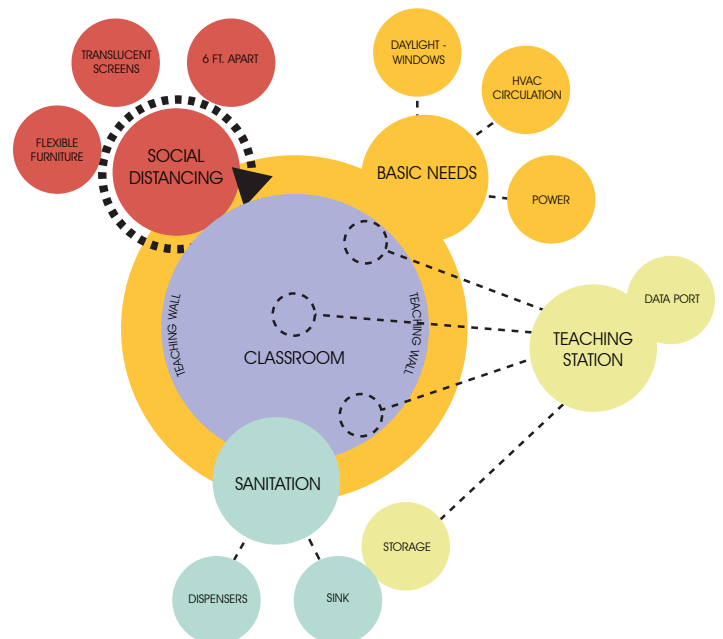 TRANSLUCENT
SCREENS
6 FT. APART
FLEXIBLE
FURNITURE
SOCIAL
DISTANCING
DAYLIGHT -
WINDOWS
HVAC
CIRCULATION
BASIC NEEDS
POWER
TEACHING WALL
TEACHING WALL
CLASSROOM
DATA PORT
TEACHING
STATION
SANITATION
STORAGE
DISPENSERS
SINK